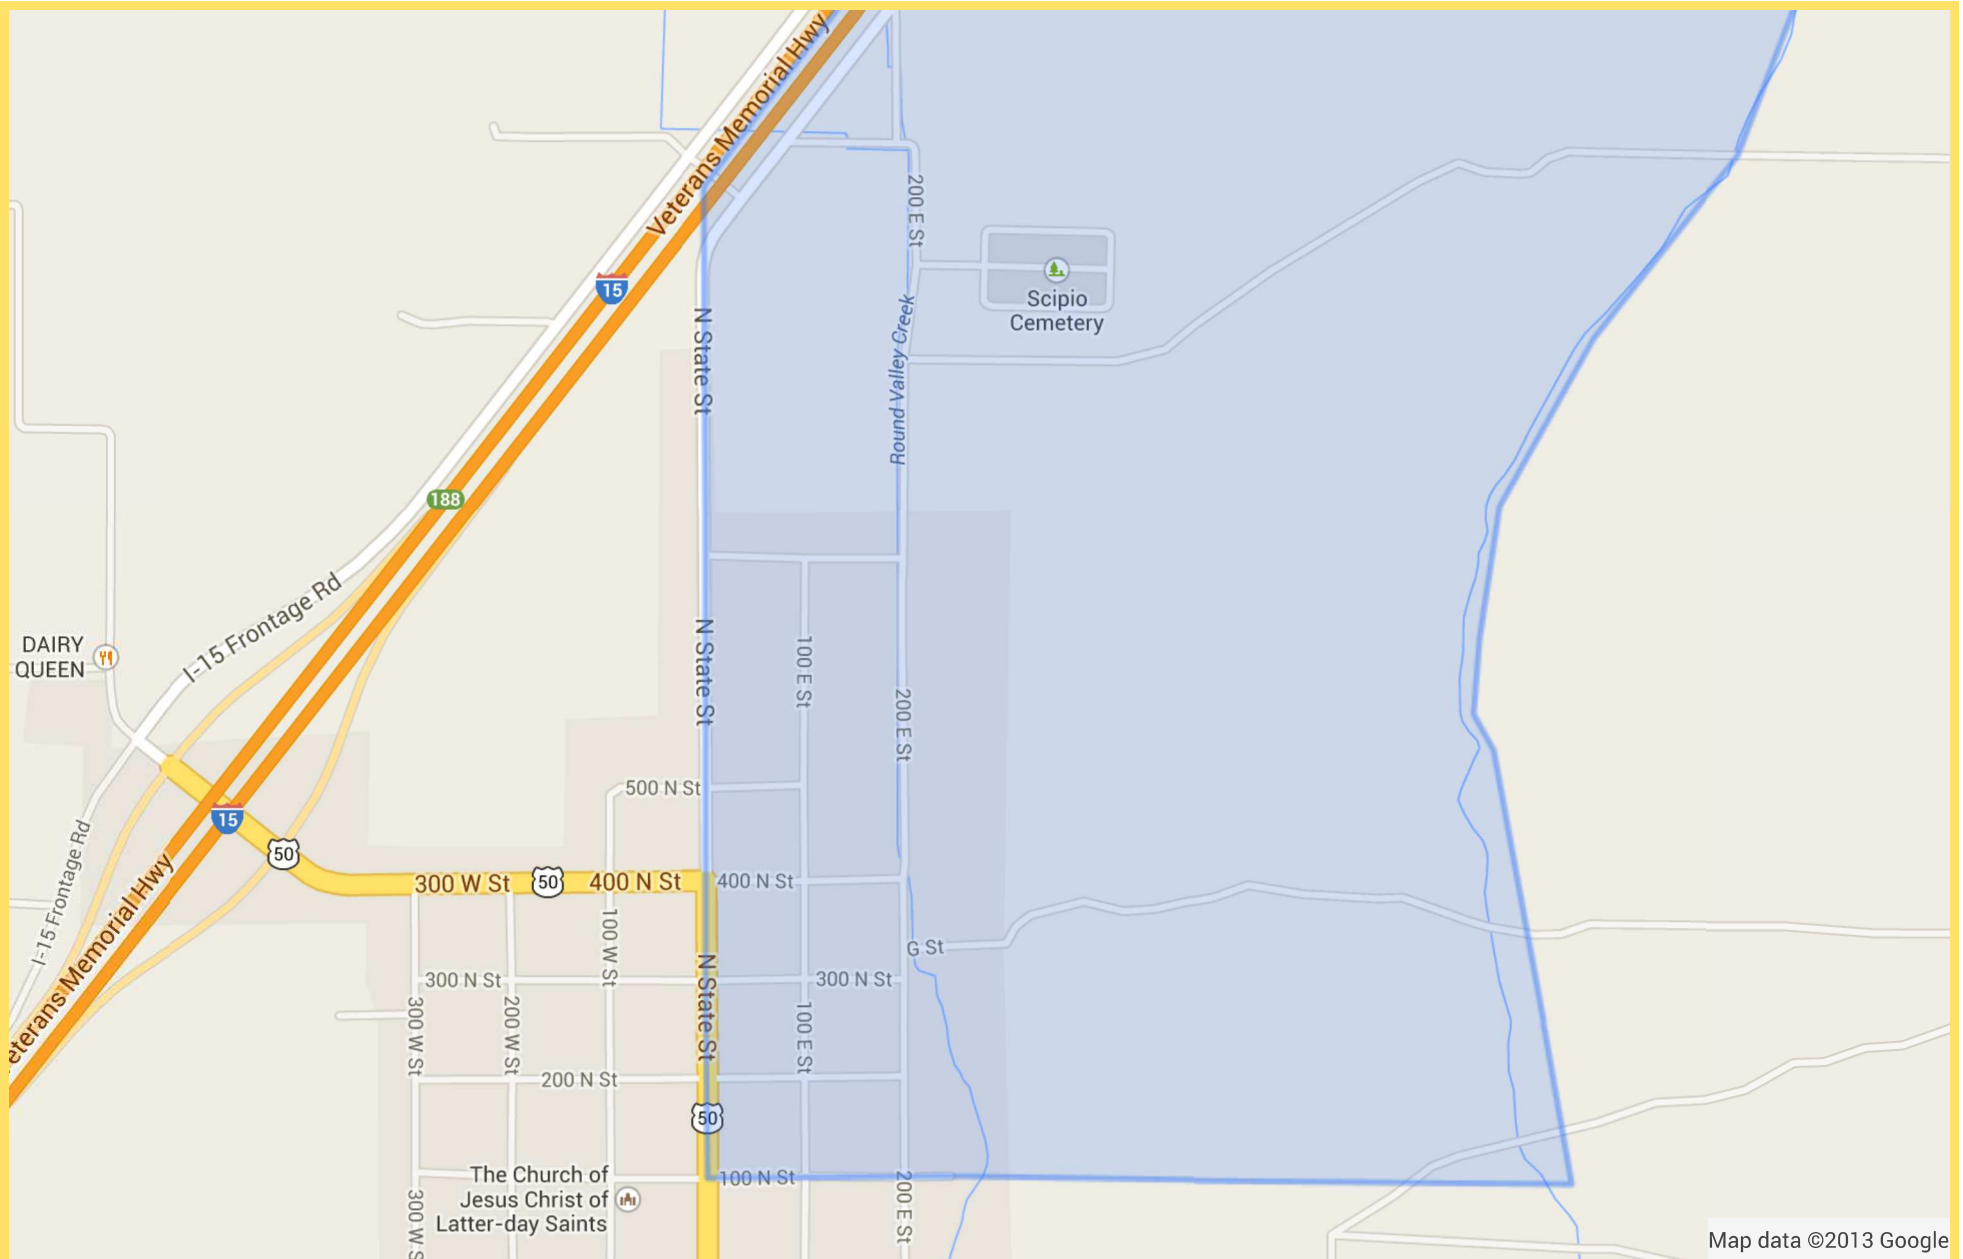 Veterans Memorial Hwy
200 E St
15
Scipio
Cemetery
N State St
Round Valley Creek
188
I-15 Frontage Rd
DAIRY
QUEEN
N State St
100 E St
200 E St
500 N St
15
50
300 W St
50
400 N St
400 N St
I-15 Frontage Rd
eterans Memorial Hwy
100 W St
G St
300 N St
N State St
300 N St
300 W St
200 W St
100 E St
200 N St
50
The Church of
Jesus Christ of
Latter-day Saints
100 N St
300 W S
200 E St
Map data ©2013 Google